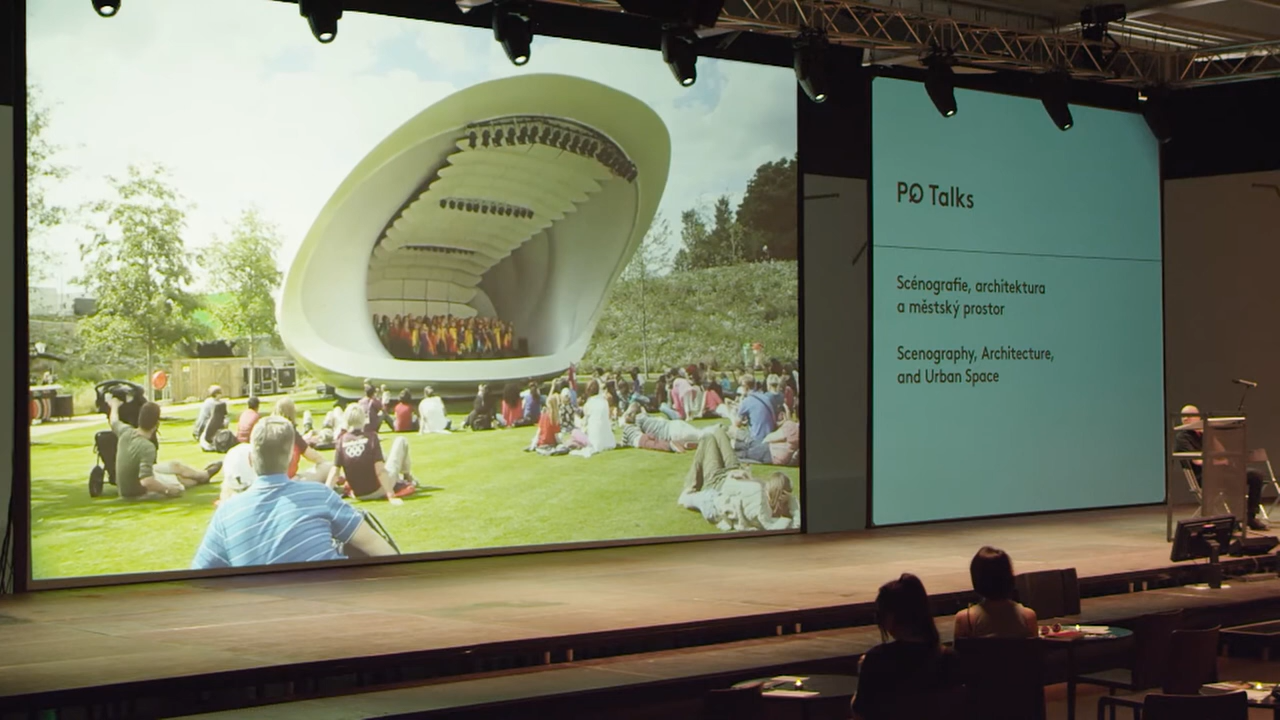 PQ Talks
Scénografie, architektura
a městský prostor
Scenography, Architecture,
and Urban Space